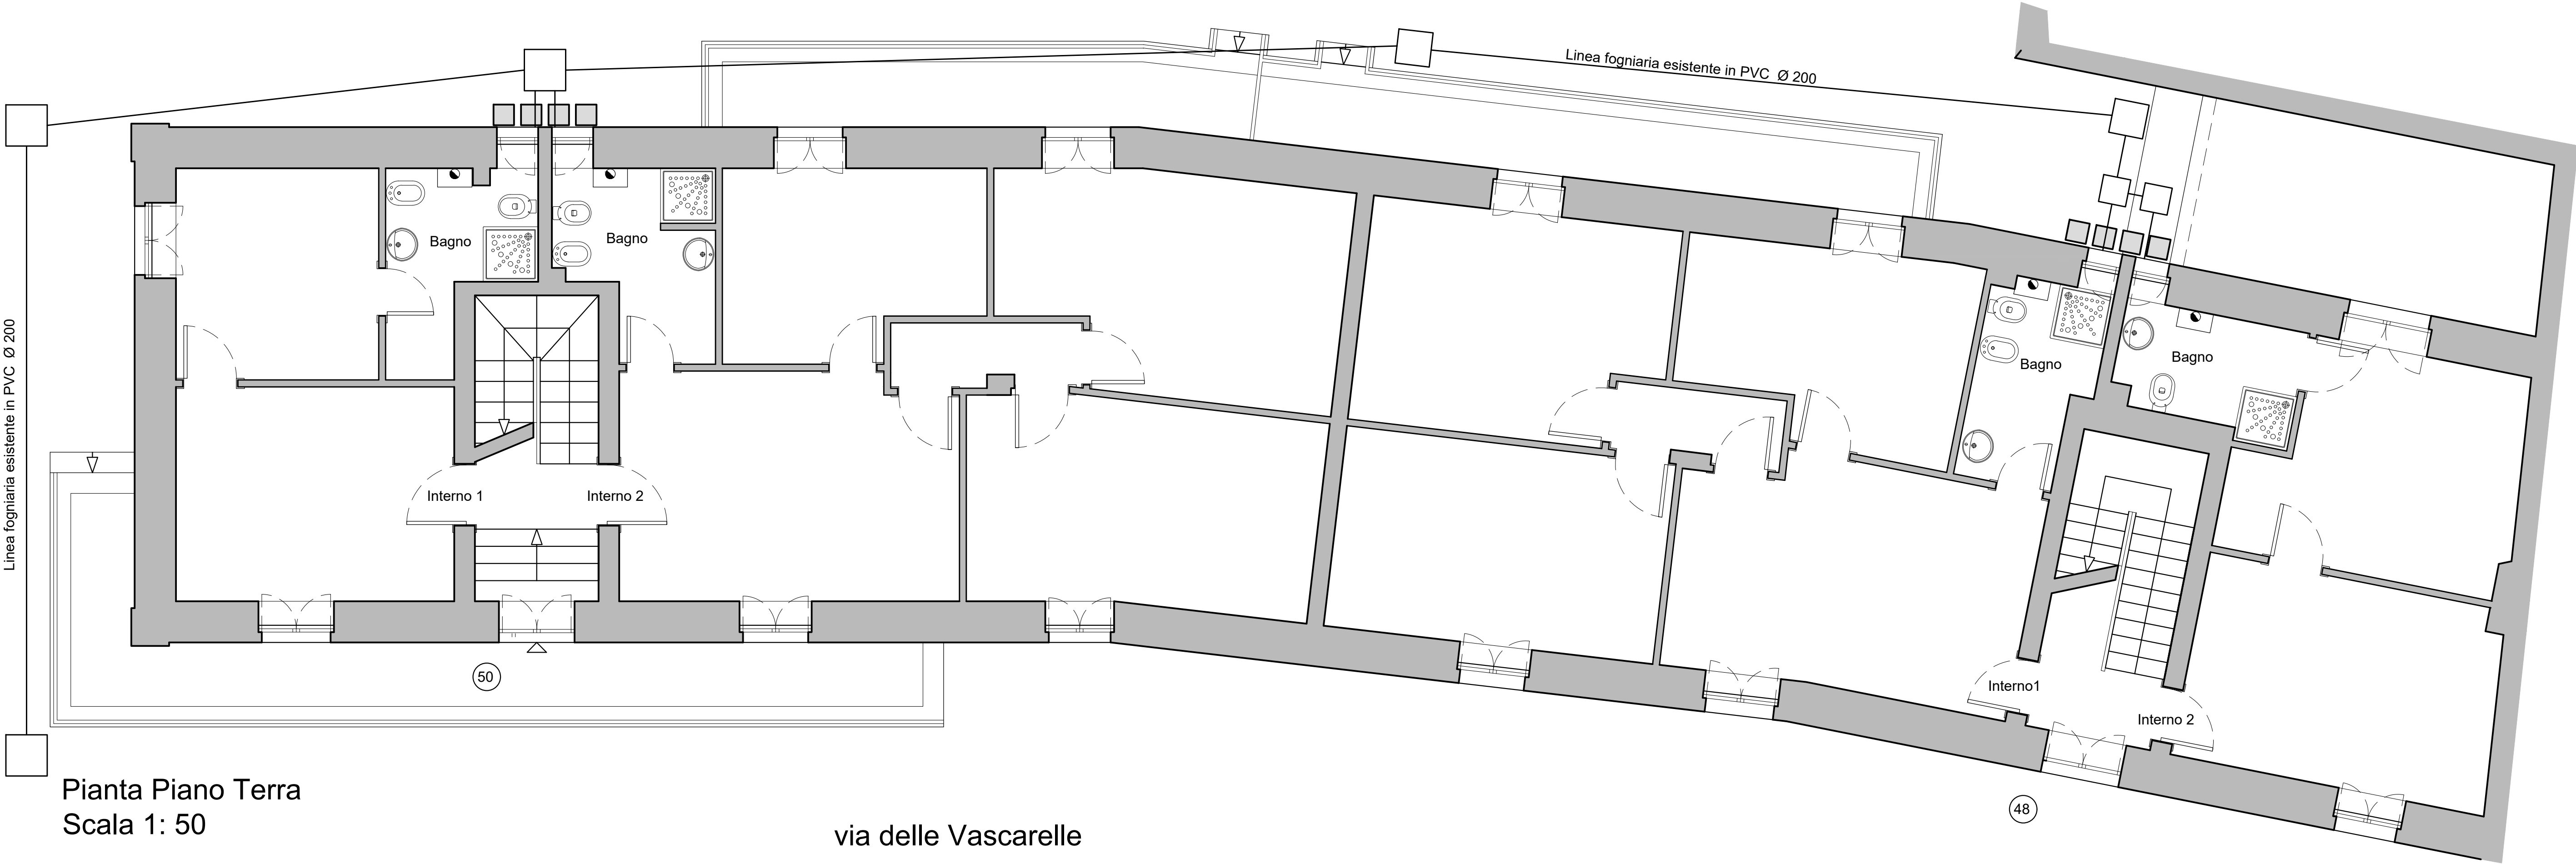 Linea fogniaria esistente in PVC Ø 200
Linea fogniaria esistente in PVC Ø 200
Bagno
Bagno
Bagno
Bagno
Interno 1
Interno 2
Interno1
Interno 2
50
48
Pianta Piano Terra
Scala 1: 50
via delle Vascarelle